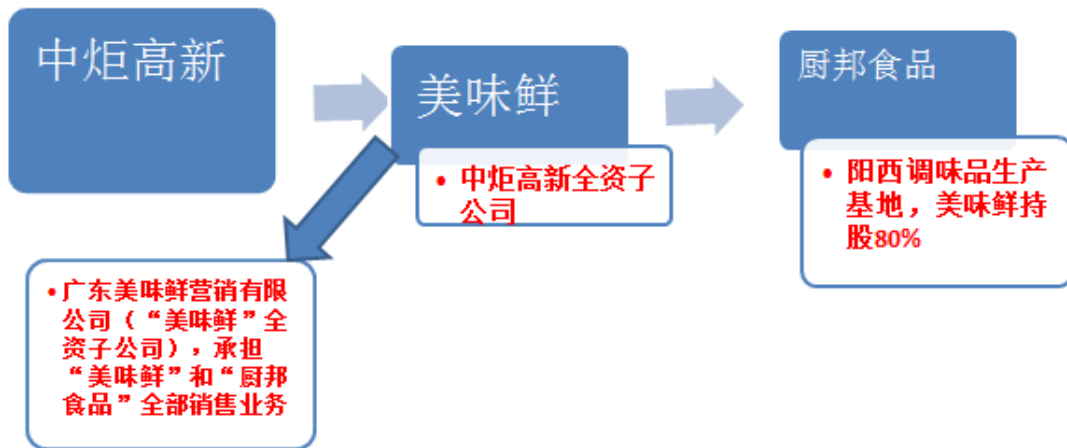 中炬高新
美味鲜
厨邦食品
• 中炬高新全资子
公司
• 阳西调味品生产
基地，美味鲜持
股80%
• 广东美味鲜营销有限
公司（“美味鲜”全
资子公司），承担
“美味鲜”和“厨邦
食品”全部销售业务